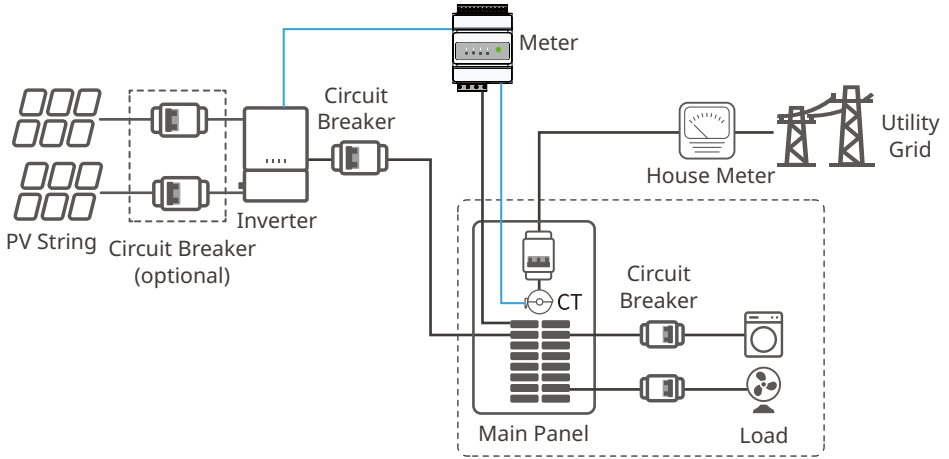 Meter
Circuit
Breaker
Utility
Grid
House Meter
Inverter
PV String
Circuit Breaker
(optional)
Circuit
Breaker
CT
Main Panel
Load